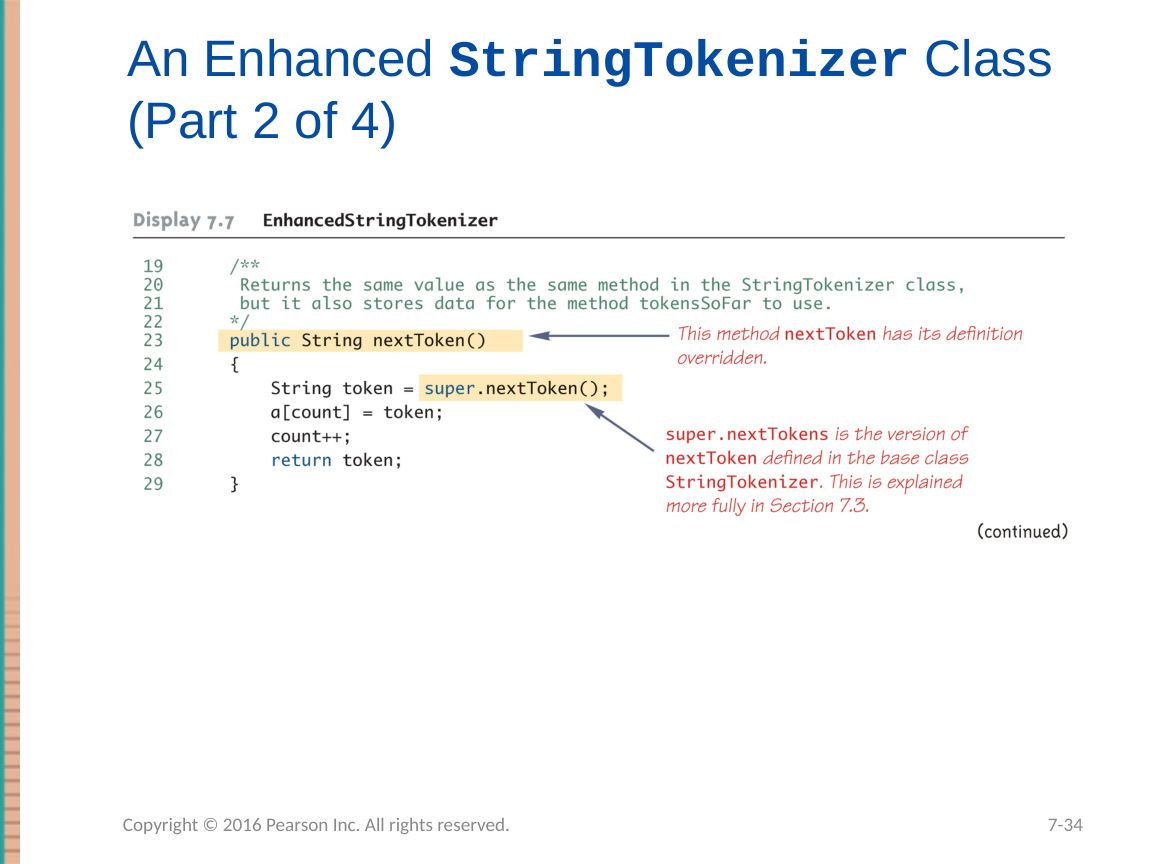 An Enhanced StringTokenizer Class
(Part 2 of 4)
Display 7.7 EnhancedStringTokenizer
19 /**
20 Returns the same value as the same method in the StringTokenizer class,
21 but it also stores data for the method tokensSoFar to use.
22 */
23 public String nextToken()
This method nextToken has its definition
overridden.
24 {
25 String token = super.nextToken();
26 a[count] = token;
27 count++;
28 return token;
29 }
super.nextTokens is the version of
nextToken defined in the base class
StringTokenizer. This is explained
more fully in Section 7.3.
(continued)
Copyright © 2016 Pearson Inc. All rights reserved.
7-34